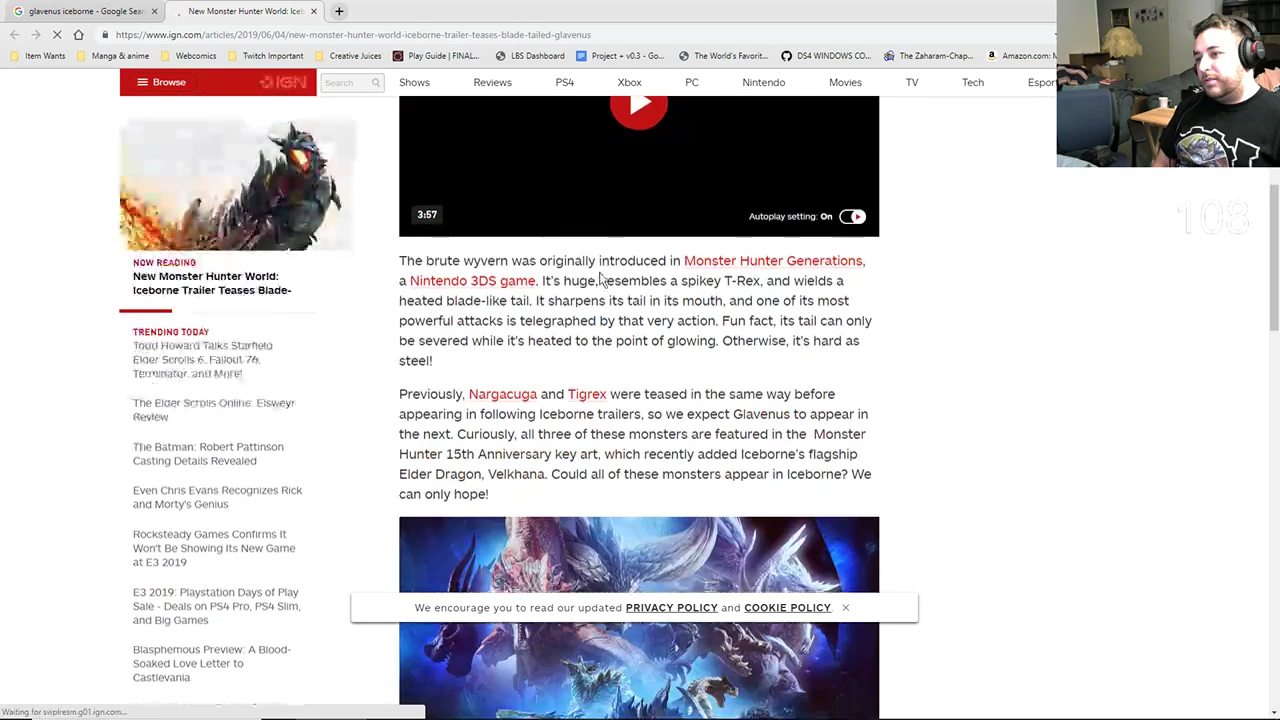 glavenus iceborne - Google Sear
New Monster Hunter World: Iceb
https://www.ign.com/articles/2019/06/04/new-monster-hunter-world-iceborne-trailer-teases-blade-tailed-glavenus
Item Wants Manga & anime Webcomics Twitch Important Creative Juices Play Guide | FINAL... LBS Dashboard Project + v0.3 – Go... The World's Favorit... DS4 WINDOWS CO... The Zaharam-Chap... Amazon.com: M
Browse IGN Search Shows Reviews PS4 Xbox PC Nintendo Movies TV Tech Esport
3:57
Autoplay setting: On
108
NOW READING
New Monster Hunter World:
Iceborne Trailer Teases Blade-
TRENDING TODAY
Todd Howard Talks Starfield,
Elder Scrolls 6, Fallout 76,
Terminator, and More!
The Elder Scrolls Online: Elsweyr
Review
The Batman: Robert Pattinson
Casting Details Revealed
Even Chris Evans Recognizes Rick
and Morty's Genius
Rocksteady Games Confirms It
Won't Be Showing Its New Game
at E3 2019
E3 2019: Playstation Days of Play
Sale - Deals on PS4 Pro, PS4 Slim,
and Big Games
Blasphemous Preview: A Blood-
Soaked Love Letter to
Castlevania
The brute wyvern was originally introduced in Monster Hunter Generations,
a Nintendo 3DS game. It's huge, resembles a spikey T-Rex, and wields a
heated blade-like tail. It sharpens its tail in its mouth, and one of its most
powerful attacks is telegraphed by that very action. Fun fact, its tail can only
be severed while it's heated to the point of glowing. Otherwise, it's hard as
steel!
Previously, Nargacuga and Tigrex were teased in the same way before
appearing in following Iceborne trailers, so we expect Glavenus to appear in
the next. Curiously, all three of these monsters are featured in the Monster
Hunter 15th Anniversary key art, which recently added Iceborne's flagship
Elder Dragon, Velkhana. Could all of these monsters appear in Iceborne? We
can only hope!
We encourage you to read our updated PRIVACY POLICY and COOKIE POLICY
Waiting for swplresm.g01.ign.com...